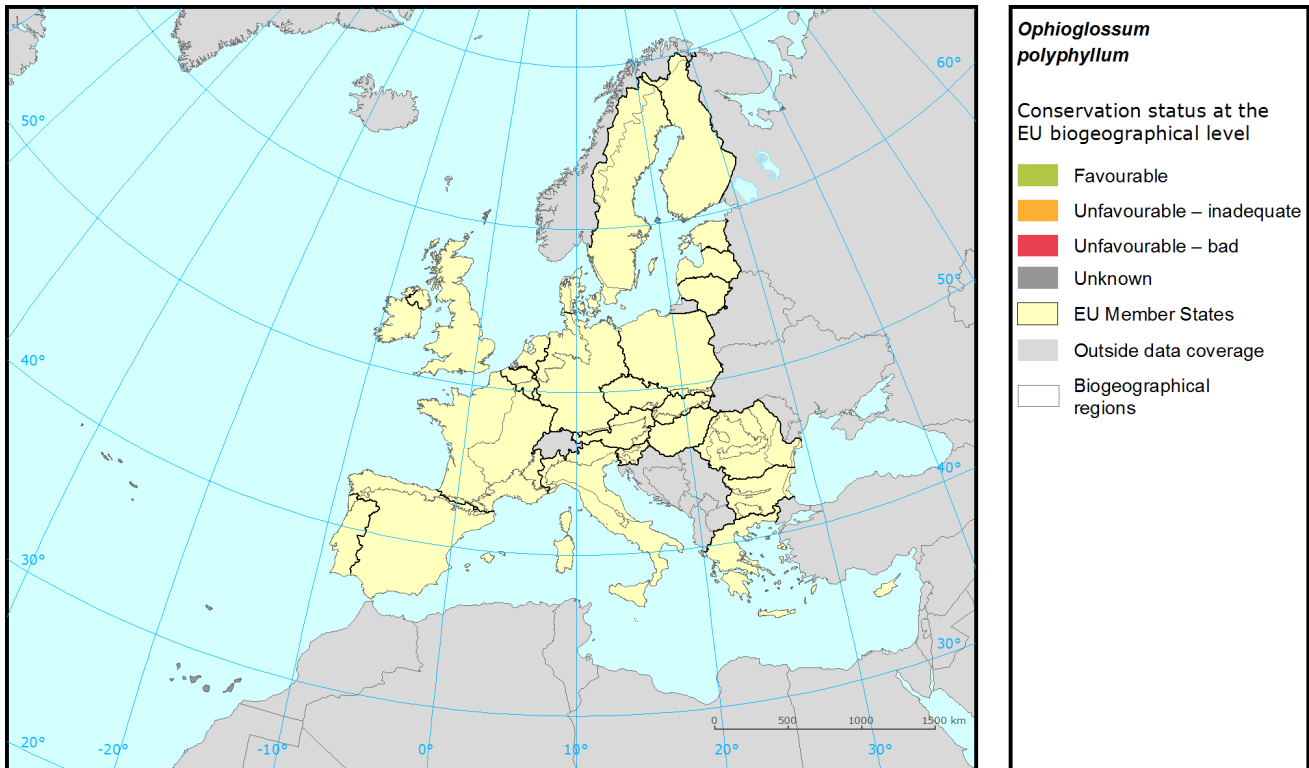 Ophioglossum
polyphyllum
Conservation status at the
EU biogeographical level
Favourable
Unfavourable – inadequate
Unfavourable – bad
Unknown
EU Member States
Outside data coverage
Biogeographical
regions
60°
50°
50°
40°
40°
30°
30°
0 500 1000 1500 km
20° -20° -10° 0° 10° 20° 30°